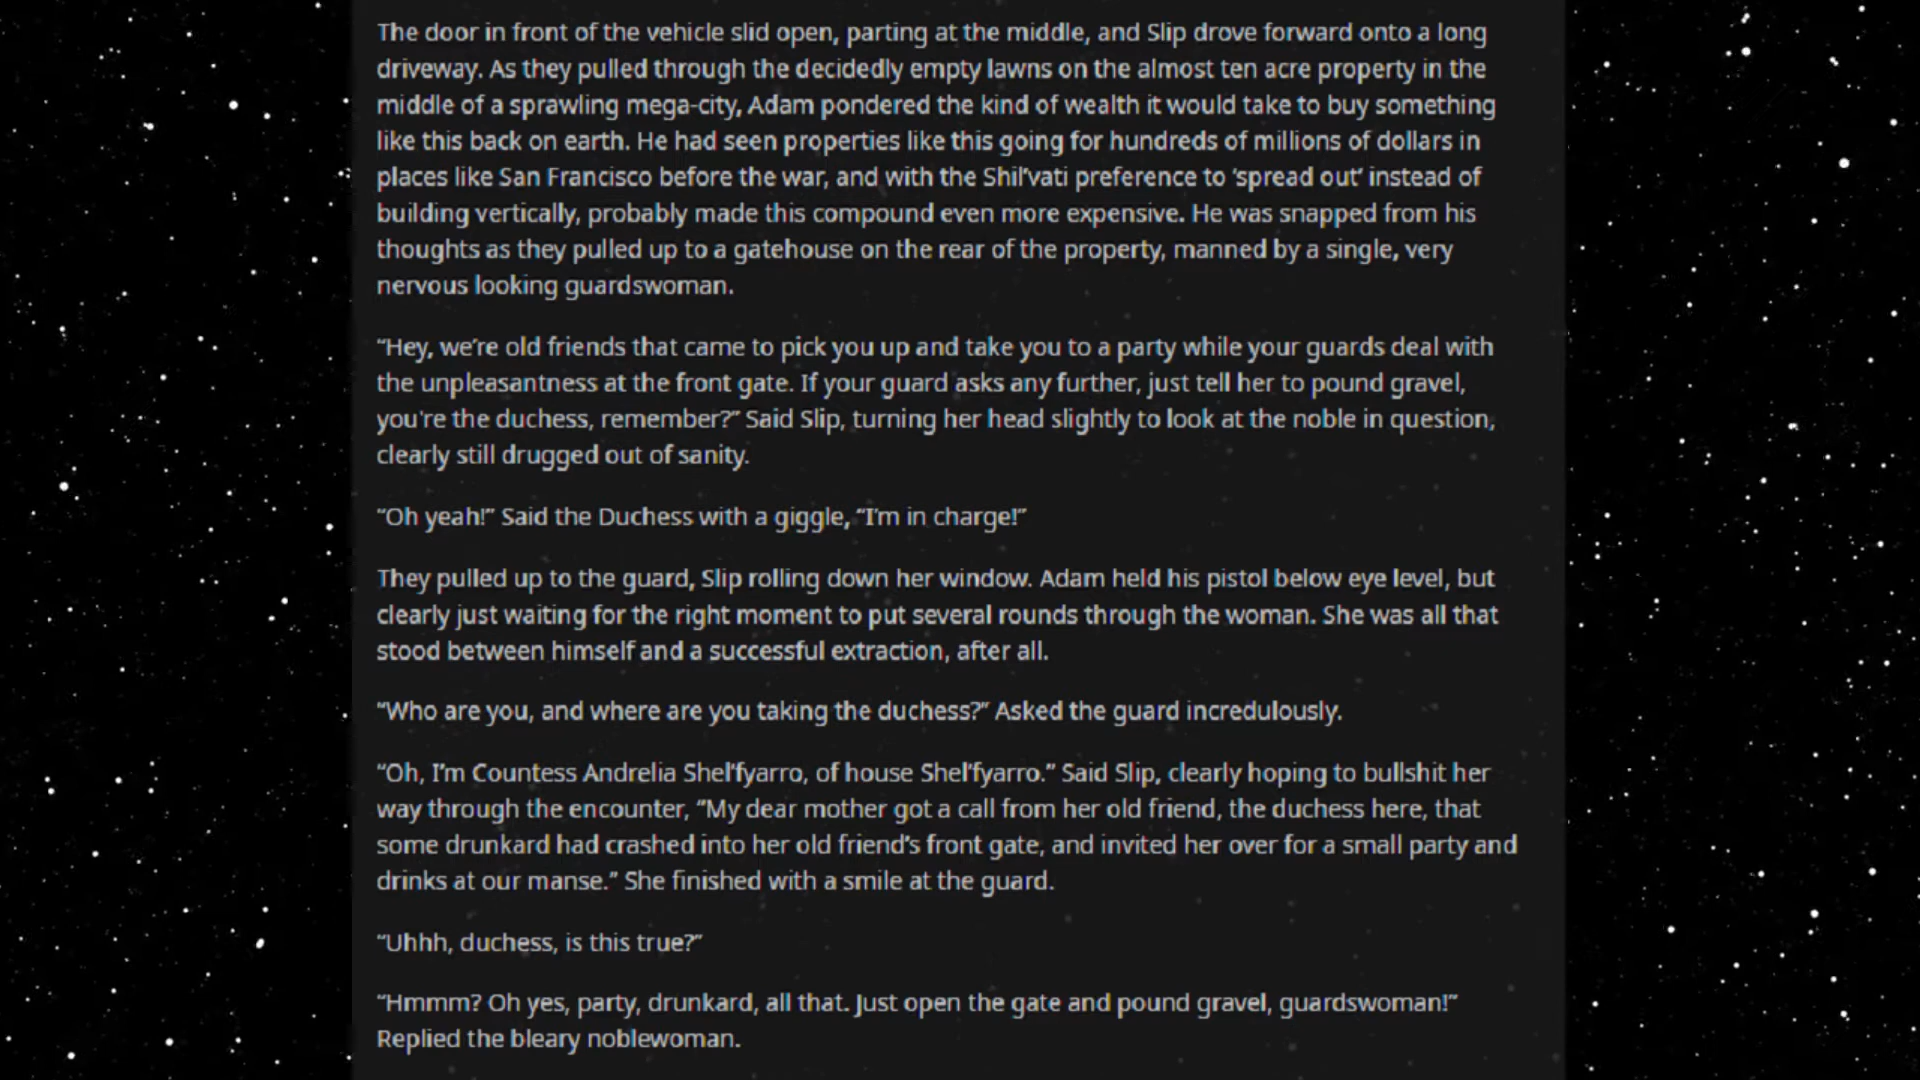 The door in front of the vehicle slid open, parting at the middle, and Slip drove forward onto a long
driveway. As they pulled through the decidedly empty lawns on the almost ten acre property in the
middle of a sprawling mega-city, Adam pondered the kind of wealth it would take to buy something
like this back on earth. He had seen properties like this going for hundreds of millions of dollars in
places like San Francisco before the war, and with the Shil’vati preference to ‘spread out’ instead of
building vertically, probably made this compound even more expensive. He was snapped from his
thoughts as they pulled up to a gatehouse on the rear of the property, manned by a single, very
nervous looking guardswoman.
“Hey, we’re old friends that came to pick you up and take you to a party while your guards deal with
the unpleasantness at the front gate. If your guard asks any further, just tell her to pound gravel,
you're the duchess, remember?” Said Slip, turning her head slightly to look at the noble in question,
clearly still drugged out of sanity.
“Oh yeah!” Said the Duchess with a giggle, “I’m in charge!”
They pulled up to the guard, Slip rolling down her window. Adam held his pistol below eye level, but
clearly just waiting for the right moment to put several rounds through the woman. She was all that
stood between himself and a successful extraction, after all.
“Who are you, and where are you taking the duchess?” Asked the guard incredulously.
“Oh, I’m Countess Andrelia Shel’fyarro, of house Shel’fyarro.” Said Slip, clearly hoping to bullshit her
way through the encounter, “My dear mother got a call from her old friend, the duchess here, that
some drunkard had crashed into her old friend’s front gate, and invited her over for a small party and
drinks at our manse.” She finished with a smile at the guard.
“Uhhh, duchess, is this true?”
“Hmmm? Oh yes, party, drunkard, all that. Just open the gate and pound gravel, guardswoman!”
Replied the bleary noblewoman.